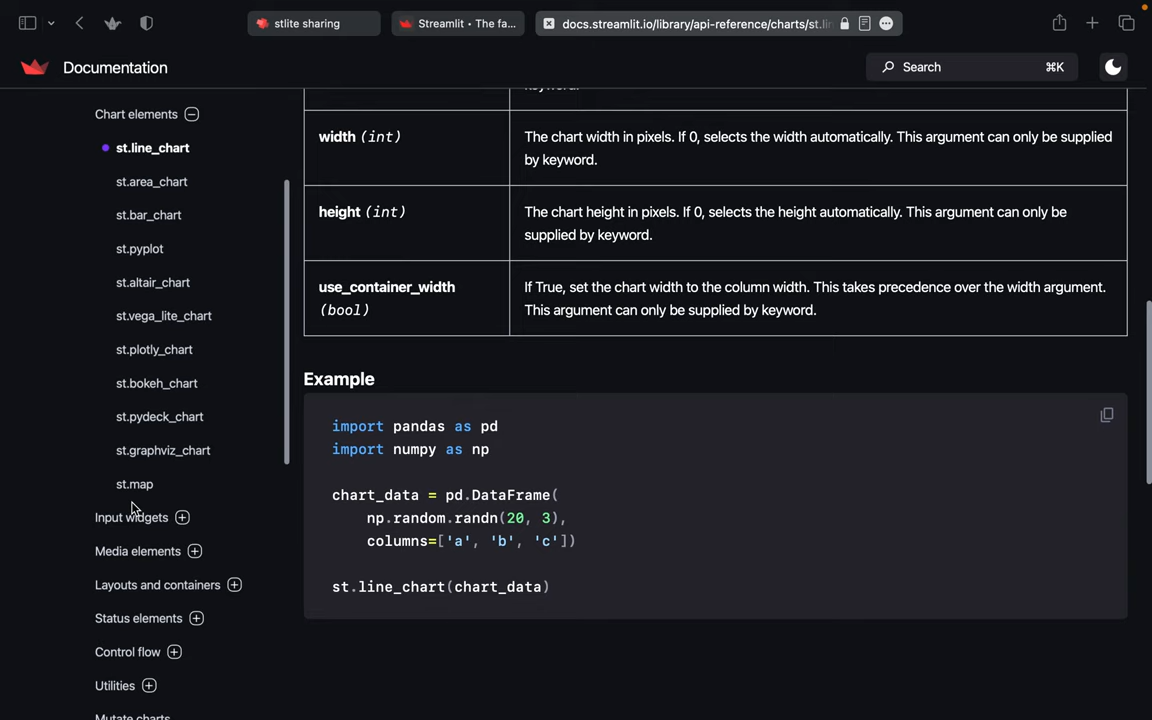 stlite sharing
Streamlit • The fa...
docs.streamlit.io/library/api-reference/charts/st.lin
Documentation
Search
⌘K
Chart elements
st.line_chart
st.area_chart
st.bar_chart
st.pyplot
st.altair_chart
st.vega_lite_chart
st.plotly_chart
st.bokeh_chart
st.pydeck_chart
st.graphviz_chart
st.map
Input widgets
Media elements
Layouts and containers
Status elements
Control flow
Utilities
Mutate charts
keyword.
width (int)
The chart width in pixels. If 0, selects the width automatically. This argument can only be supplied
by keyword.
height (int)
The chart height in pixels. If 0, selects the height automatically. This argument can only be
supplied by keyword.
use_container_width
(bool)
If True, set the chart width to the column width. This takes precedence over the width argument.
This argument can only be supplied by keyword.
Example
import pandas as pd
import numpy as np
chart_data = pd.DataFrame(
np.random.randn(20, 3),
columns=['a', 'b', 'c'])
st.line_chart(chart_data)